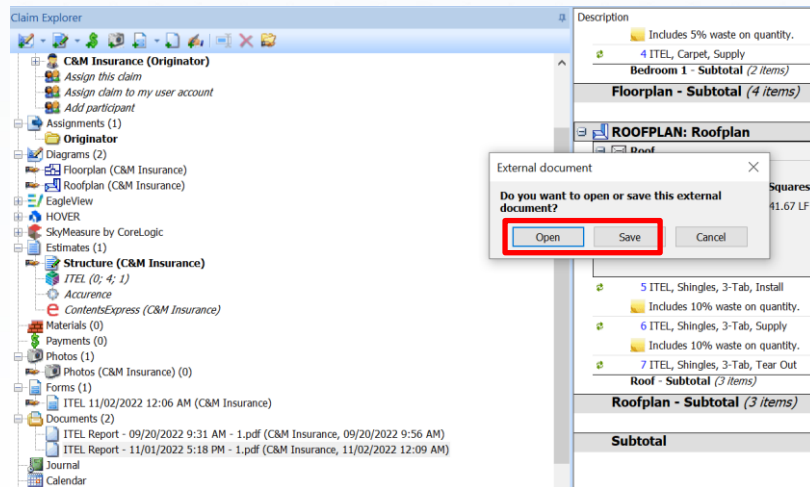 Claim Explorer
C&M Insurance (Originator)
Assign this claim
Assign claim to my user account
Add participant
Assignments (1)
Originator
Diagrams (2)
Floorplan (C&M Insurance)
Roofplan (C&M Insurance)
EagleView
HOVER
SkyMeasure by CoreLogic
Estimates (1)
Structure (C&M Insurance)
ITEL (0; 4; 1)
Accurence
ContentsExpress (C&M Insurance)
Materials (0)
Payments (0)
Photos (1)
Photos (C&M Insurance) (0)
Forms (1)
ITEL 11/02/2022 12:06 AM (C&M Insurance)
Documents (2)
ITEL Report - 09/20/2022 9:31 AM - 1.pdf (C&M Insurance, 09/20/2022 9:56 AM)
ITEL Report - 11/01/2022 5:18 PM - 1.pdf (C&M Insurance, 11/02/2022 12:09 AM)
Journal
Calendar
Description
Includes 5% waste on quantity.
4 ITEL, Carpet, Supply
Bedroom 1 - Subtotal (2 items)
Floorplan - Subtotal (4 items)
ROOFPLAN: Roofplan
Roof
Squares
41.67 LF
External document
Do you want to open or save this external
document?
Open Save Cancel
5 ITEL, Shingles, 3-Tab, Install
Includes 10% waste on quantity.
6 ITEL, Shingles, 3-Tab, Supply
Includes 10% waste on quantity.
7 ITEL, Shingles, 3-Tab, Tear Out
Roof - Subtotal (3 items)
Roofplan - Subtotal (3 items)
Subtotal